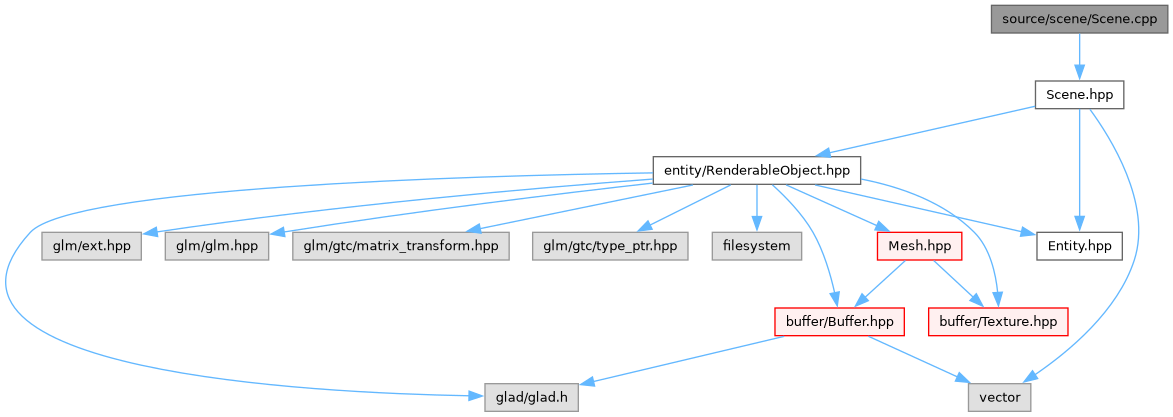 source/scene/Scene.cpp
Scene.hpp
entity/RenderableObject.hpp
glm/ext.hpp
glm/glm.hpp
glm/gtc/matrix_transform.hpp
glm/gtc/type_ptr.hpp
filesystem
Mesh.hpp
Entity.hpp
buffer/Buffer.hpp
buffer/Texture.hpp
glad/glad.h
vector